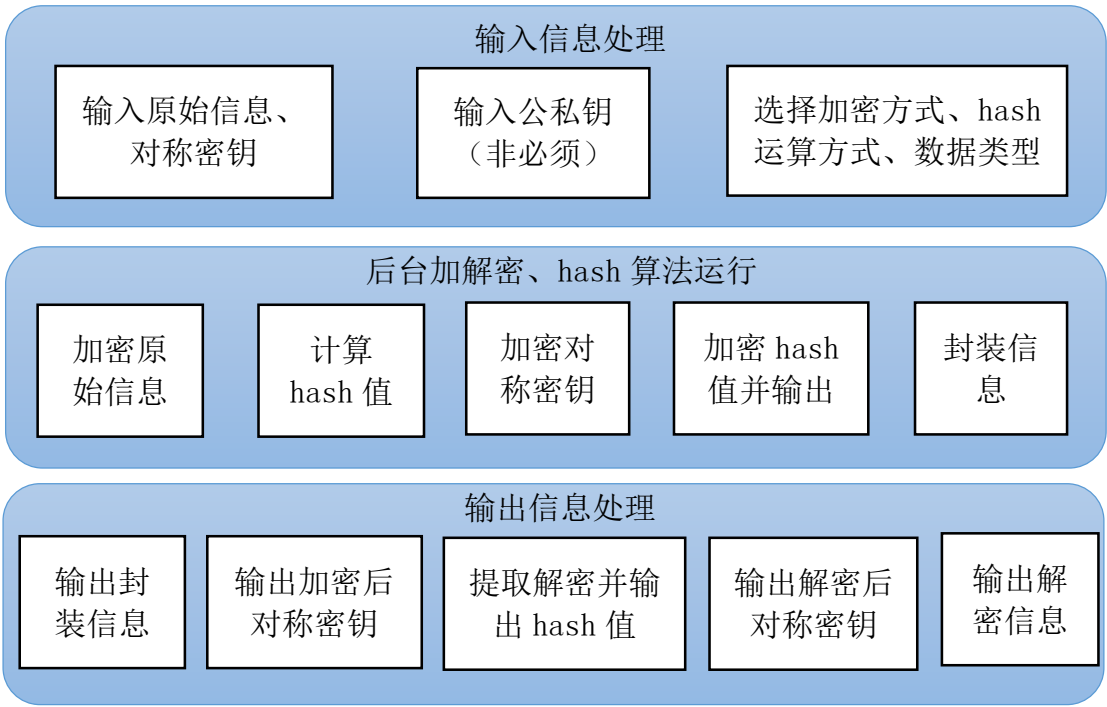 输入信息处理
输入原始信息、
对称密钥
输入公私钥
（非必须）
选择加密方式、hash
运算方式、数据类型
后台加解密、hash 算法运行
加密原
始信息
计算
hash 值
加密对
称密钥
加密 hash
值并输出
封装信
息
输出信息处理
输出封
装信息
输出加密后
对称密钥
提取解密并输
出 hash 值
输出解密后
对称密钥
输出解
密信息